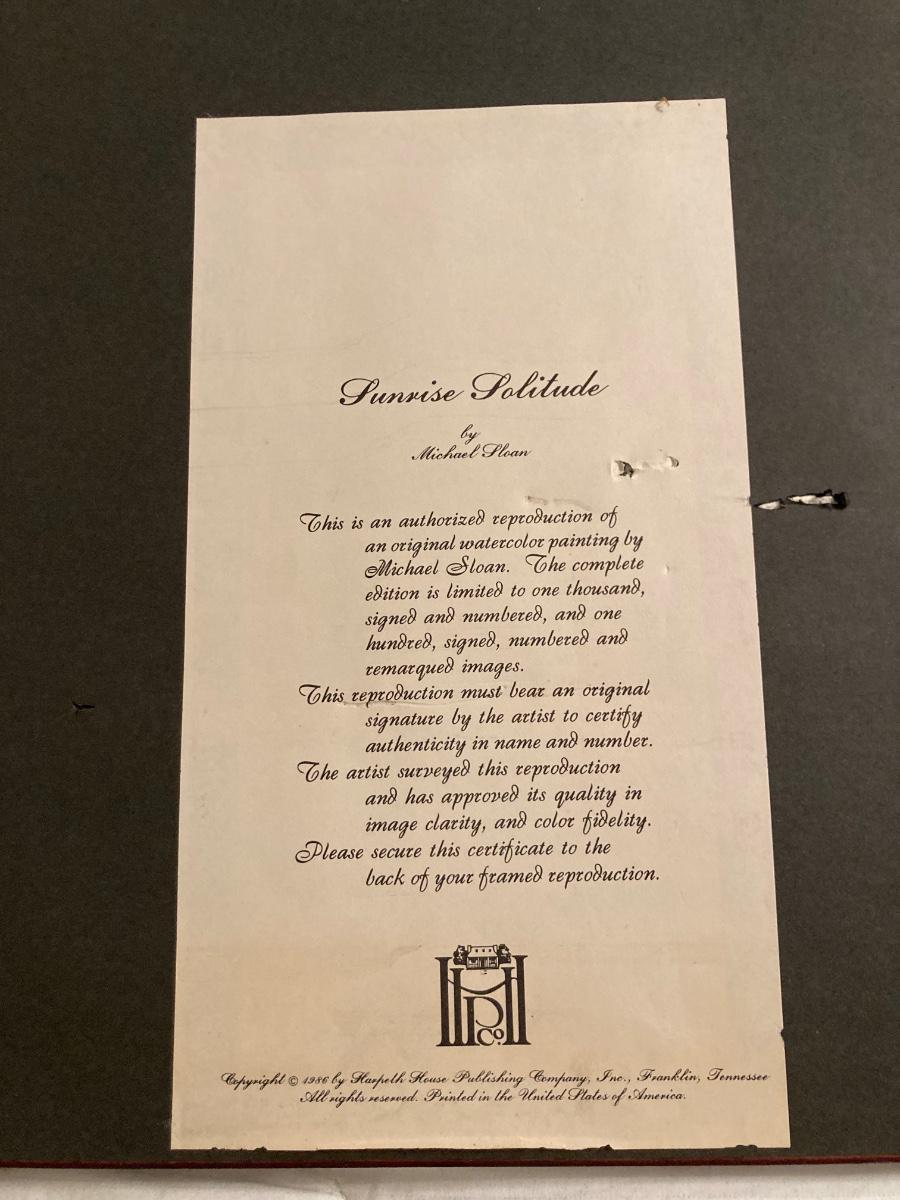 Sunrise Solitude
by
Michael Sloan
This is an authorized reproduction of
an original watercolor painting by
Michael Sloan. The complete
edition is limited to one thousand,
signed and numbered, and one
hundred, signed, numbered and
remarqued images.
This reproduction must bear an original
signature by the artist to certify
authenticity in name and number.
The artist surveyed this reproduction
and has approved its quality in
image clarity, and color fidelity.
Please secure this certificate to the
back of your framed reproduction.
HPH
Co.
Copyright © 1986 by Harpeth House Publishing Company, Inc., Franklin, Tennessee
All rights reserved. Printed in the United States of America.